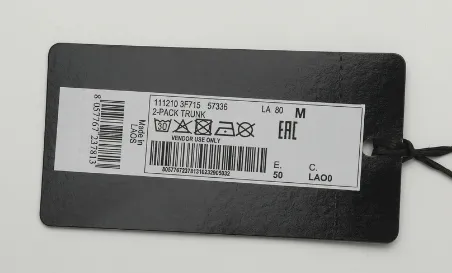 111210 3F715 57336
LA 80 M
2-PACK TRUNK
30
VENDOR USE ONLY
EAC
E. 50
C. LAO0
Made in
LAOS
8 057767 237813